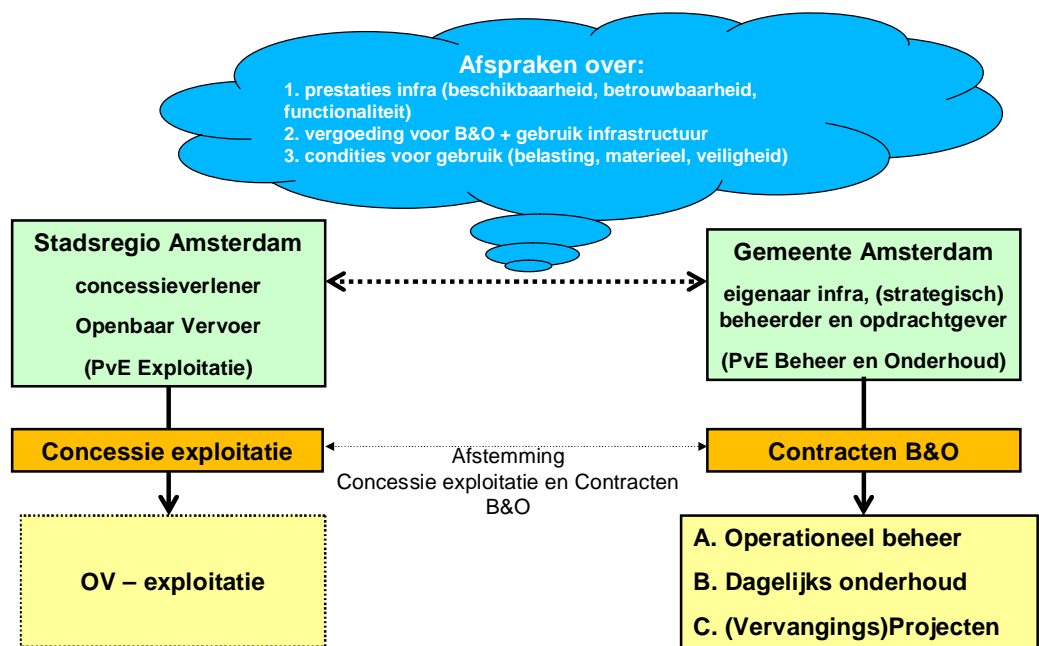 Afspraken over:
1. prestaties infra (beschikbaarheid, betrouwbaarheid,
functionaliteit)
2. vergoeding voor B&O + gebruik infrastructuur
3. condities voor gebruik (belasting, materieel, veiligheid)
Stadsregio Amsterdam
concessieverlener
Openbaar Vervoer
(PvE Exploitatie)
Gemeente Amsterdam
eigenaar infra, (strategisch)
beheerder en opdrachtgever
(PvE Beheer en Onderhoud)
Concessie exploitatie
Afstemming
Concessie exploitatie en Contracten
B&O
Contracten B&O
OV – exploitatie
A. Operationeel beheer
B. Dagelijks onderhoud
C. (Vervangings)Projecten